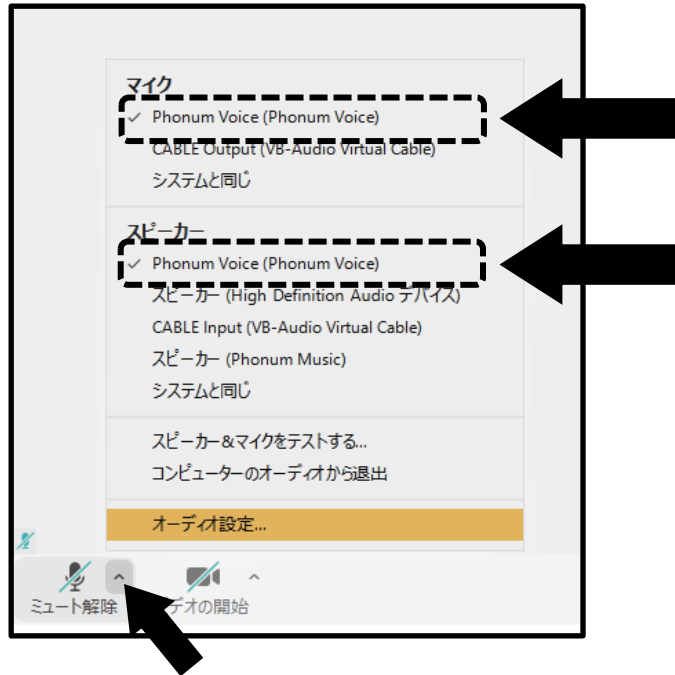 マイク
✓ Phonum Voice (Phonum Voice)
CABLE Output (VB-Audio Virtual Cable)
システムと同じ
スピーカー
✓ Phonum Voice (Phonum Voice)
スピーカー (High Definition Audio デバイス)
CABLE Input (VB-Audio Virtual Cable)
スピーカー (Phonum Music)
システムと同じ
スピーカー&マイクをテストする...
コンピューターのオーディオから退出
オーディオ設定...
ミュート解除 デオの開始